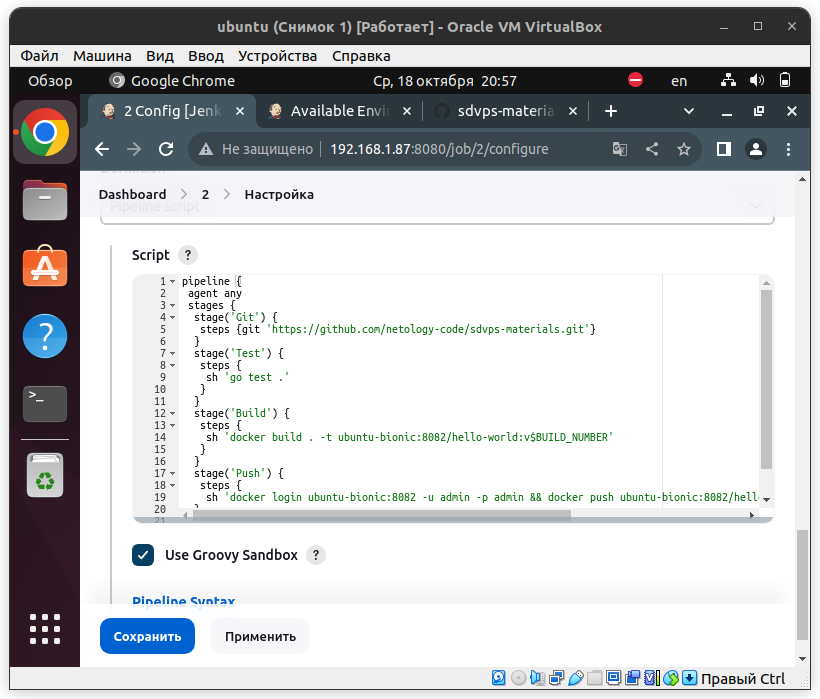 ubuntu (Снимок 1) [Работает] - Oracle VM VirtualBox
Файл Машина Вид Ввод Устройства Справка
Обзор Google Chrome Ср, 18 октября 20:57 en
2 Config [Jenk Available Envi sdvps-materia
Не защищено 192.168.1.87:8080/job/2/configure
Dashboard > 2 > Настройка
Pipeline script
Script ?
1 pipeline {
2 agent any
3 stages {
4 stage('Git') {
5 steps {git 'https://github.com/netology-code/sdvps-materials.git'}
6 }
7 stage('Test') {
8 steps {
9 sh 'go test .'
10 }
11 }
12 stage('Build') {
13 steps {
14 sh 'docker build . -t ubuntu-bionic:8082/hello-world:v$BUILD_NUMBER'
15 }
16 }
17 stage('Push') {
18 steps {
19 sh 'docker login ubuntu-bionic:8082 -u admin -p admin && docker push ubuntu-bionic:8082/hell
20 }
21
Use Groovy Sandbox ?
Pipeline Syntax
Сохранить Применить
Правый Ctrl